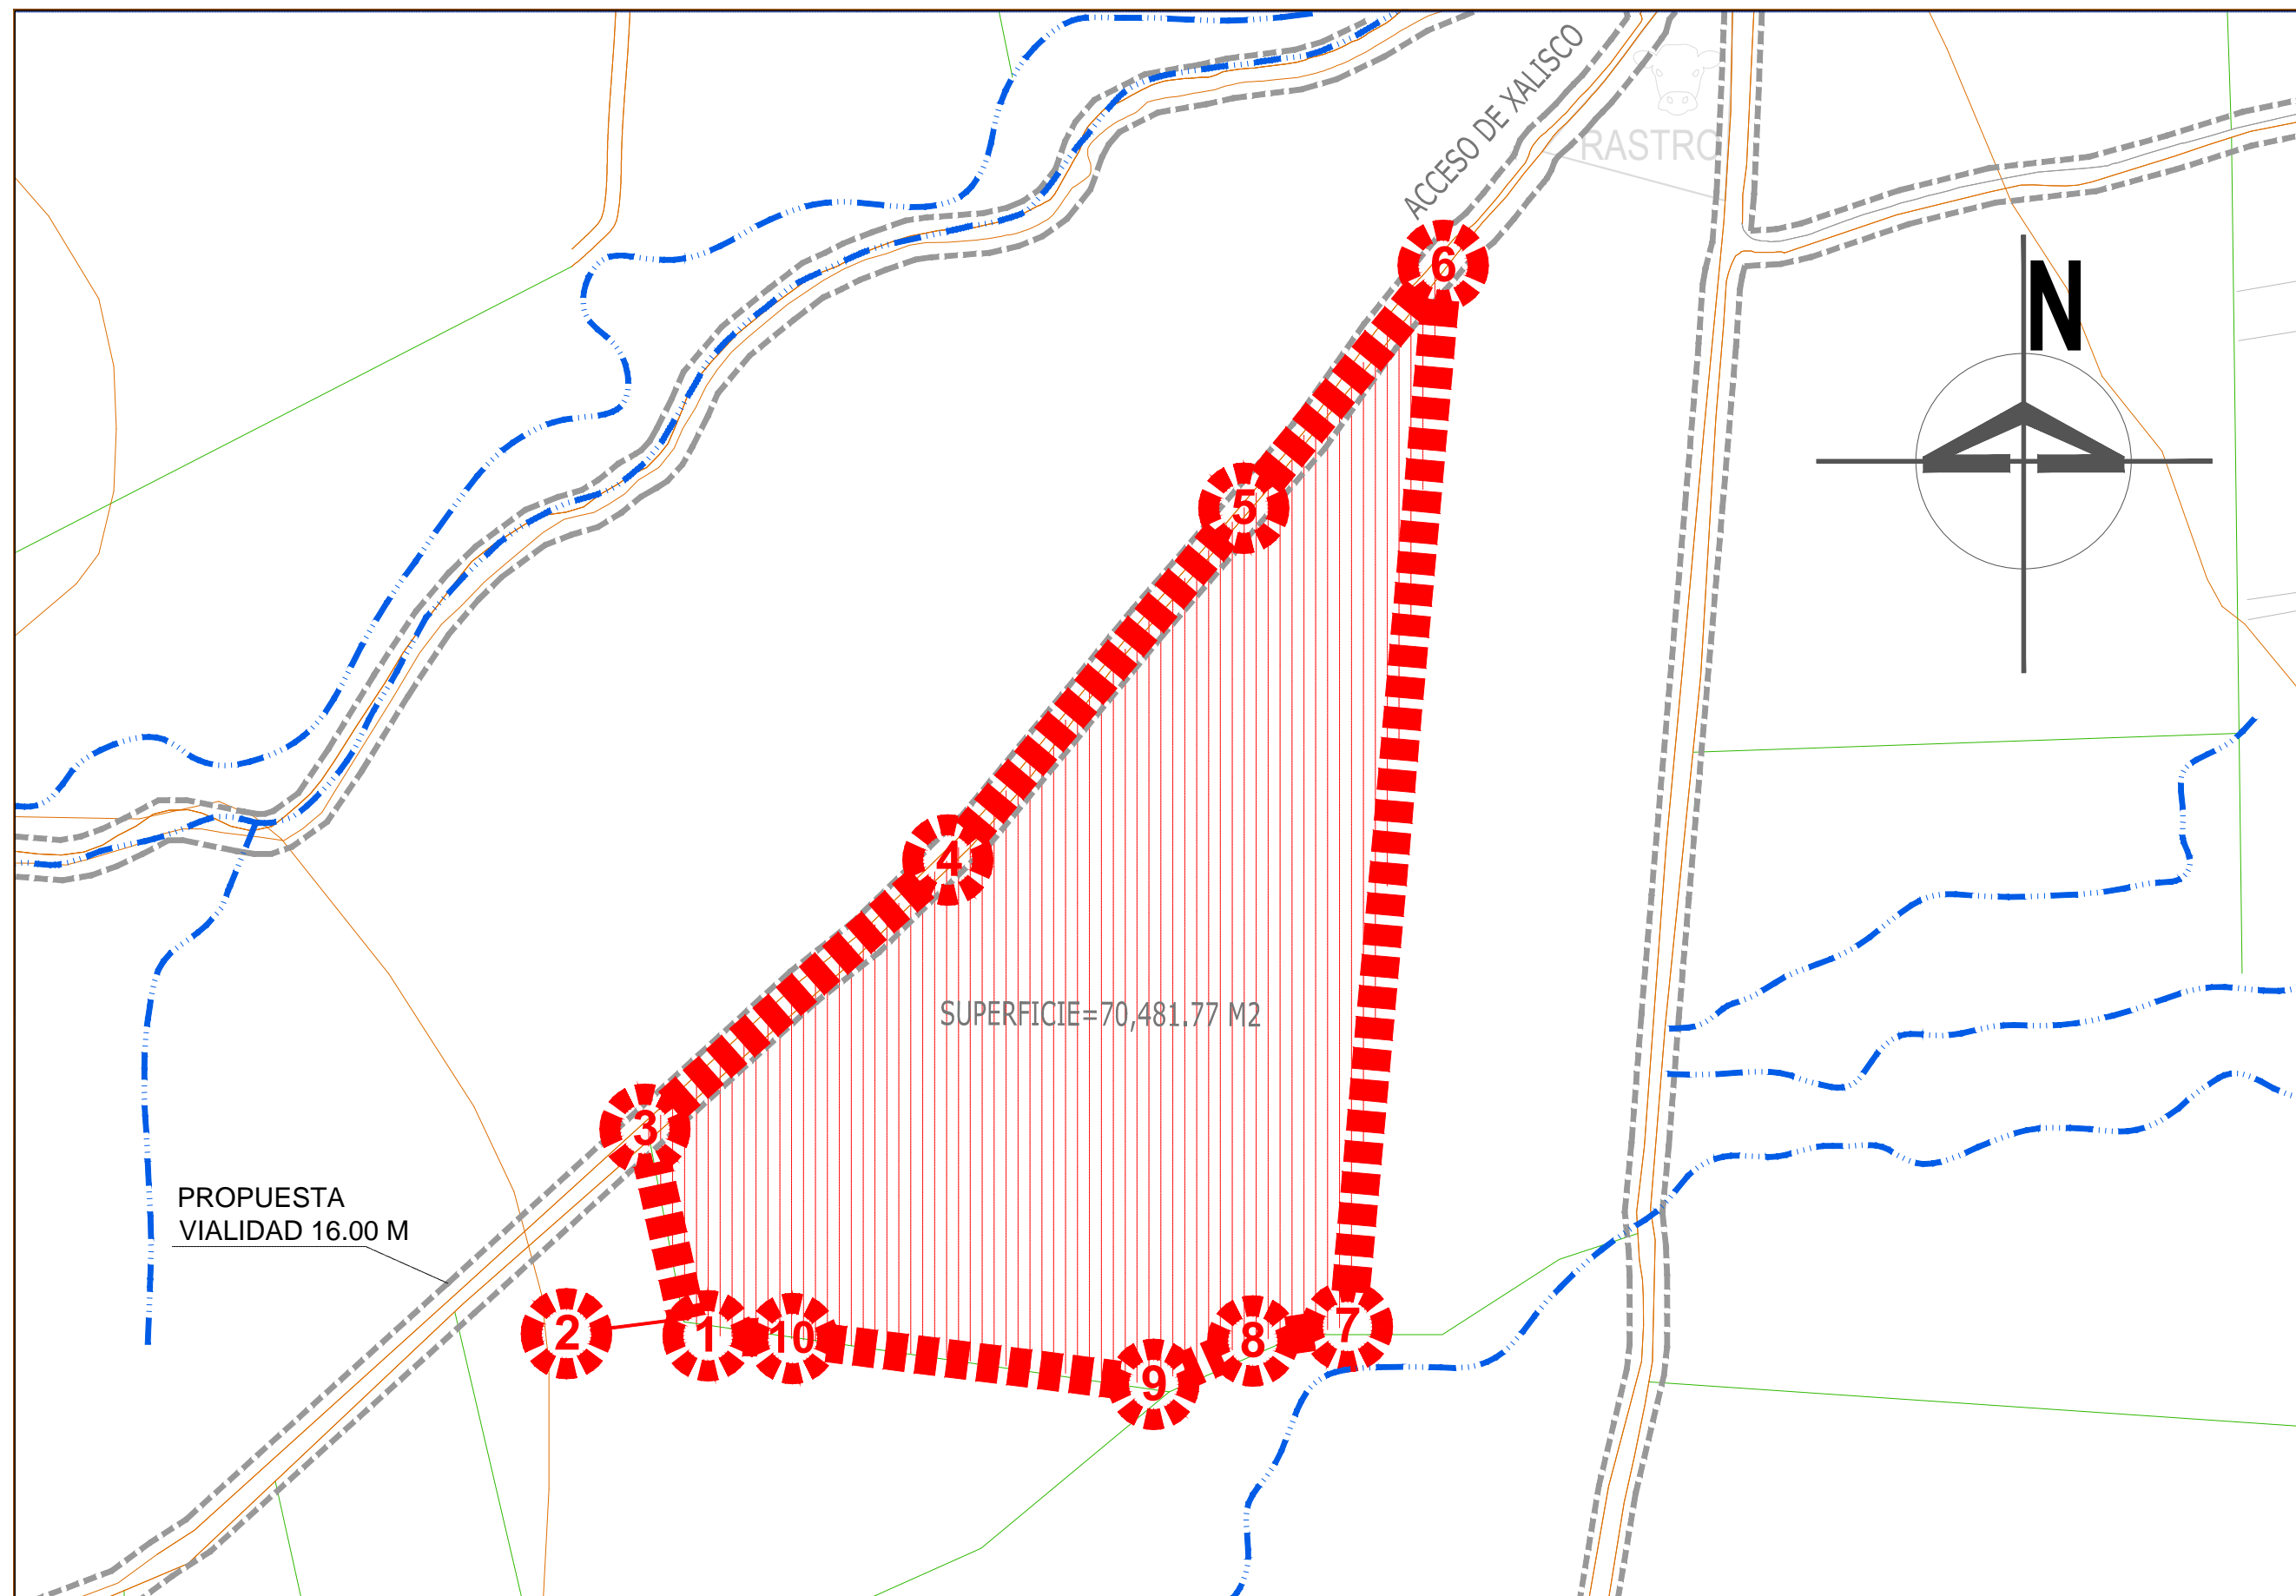 ACCESO DE XALISCO
RASTRO
N
6
5
4
SUPERFICIE=70,481.77 M2
3
PROPUESTA
VIALIDAD 16.00 M
2
1
10
9
8
7